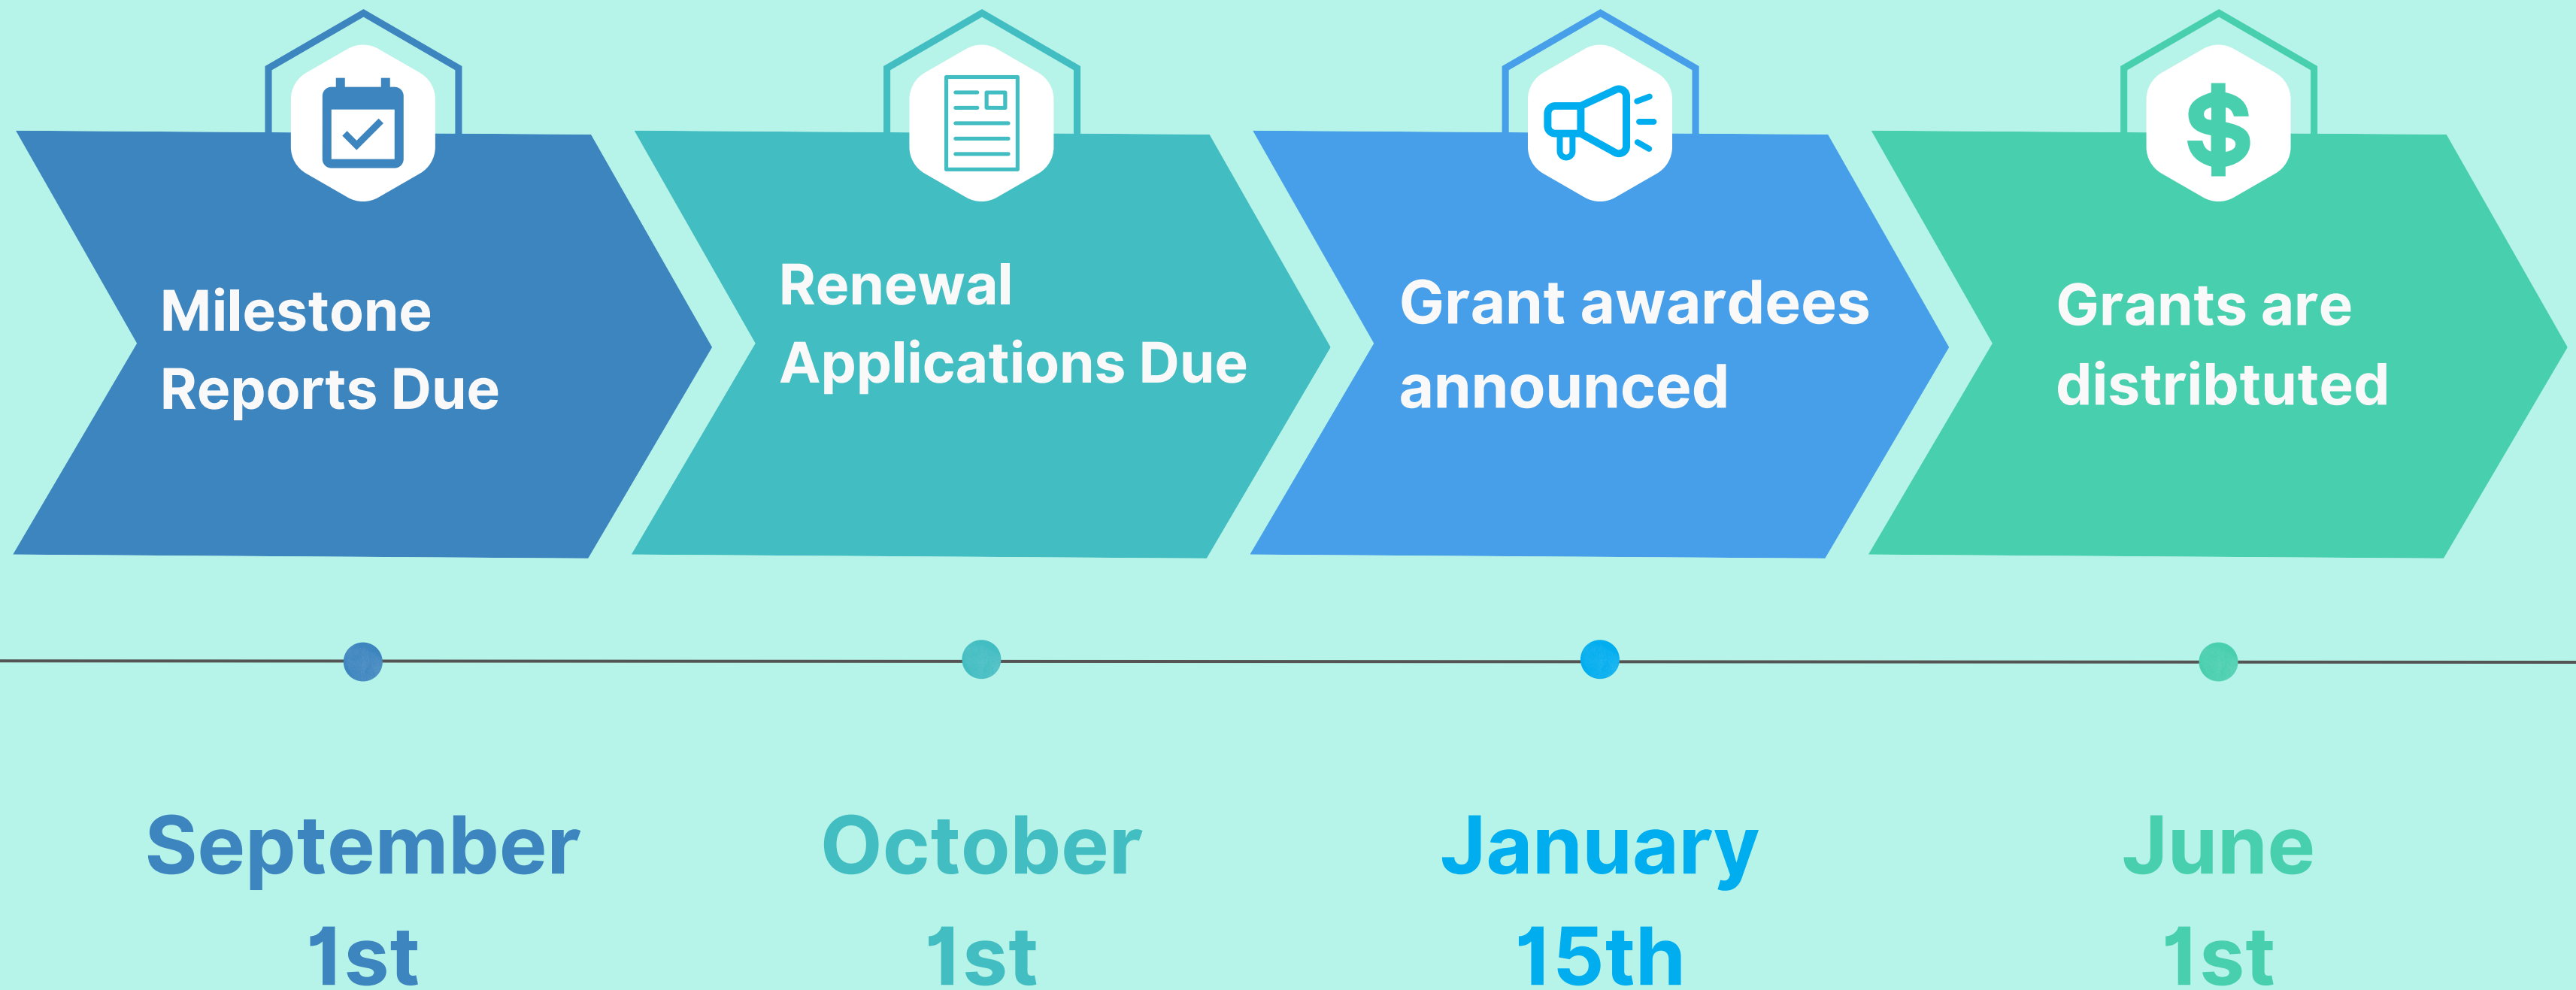 Milestone
Reports Due
Renewal
Applications Due
Grant awardees
announced
Grants are
distribtuted
September
1st
October
1st
January
15th
June
1st